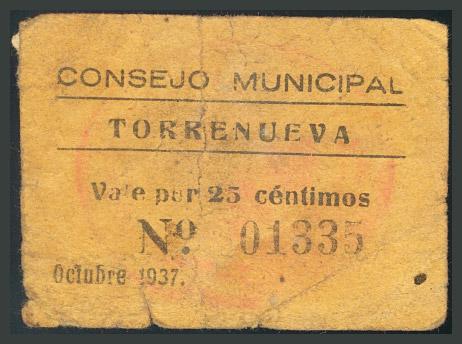 CONSEJO MUNICIPAL
TORRENUEVA
Vale por 25 céntimos
Nº. 01335
Octubre 1937.